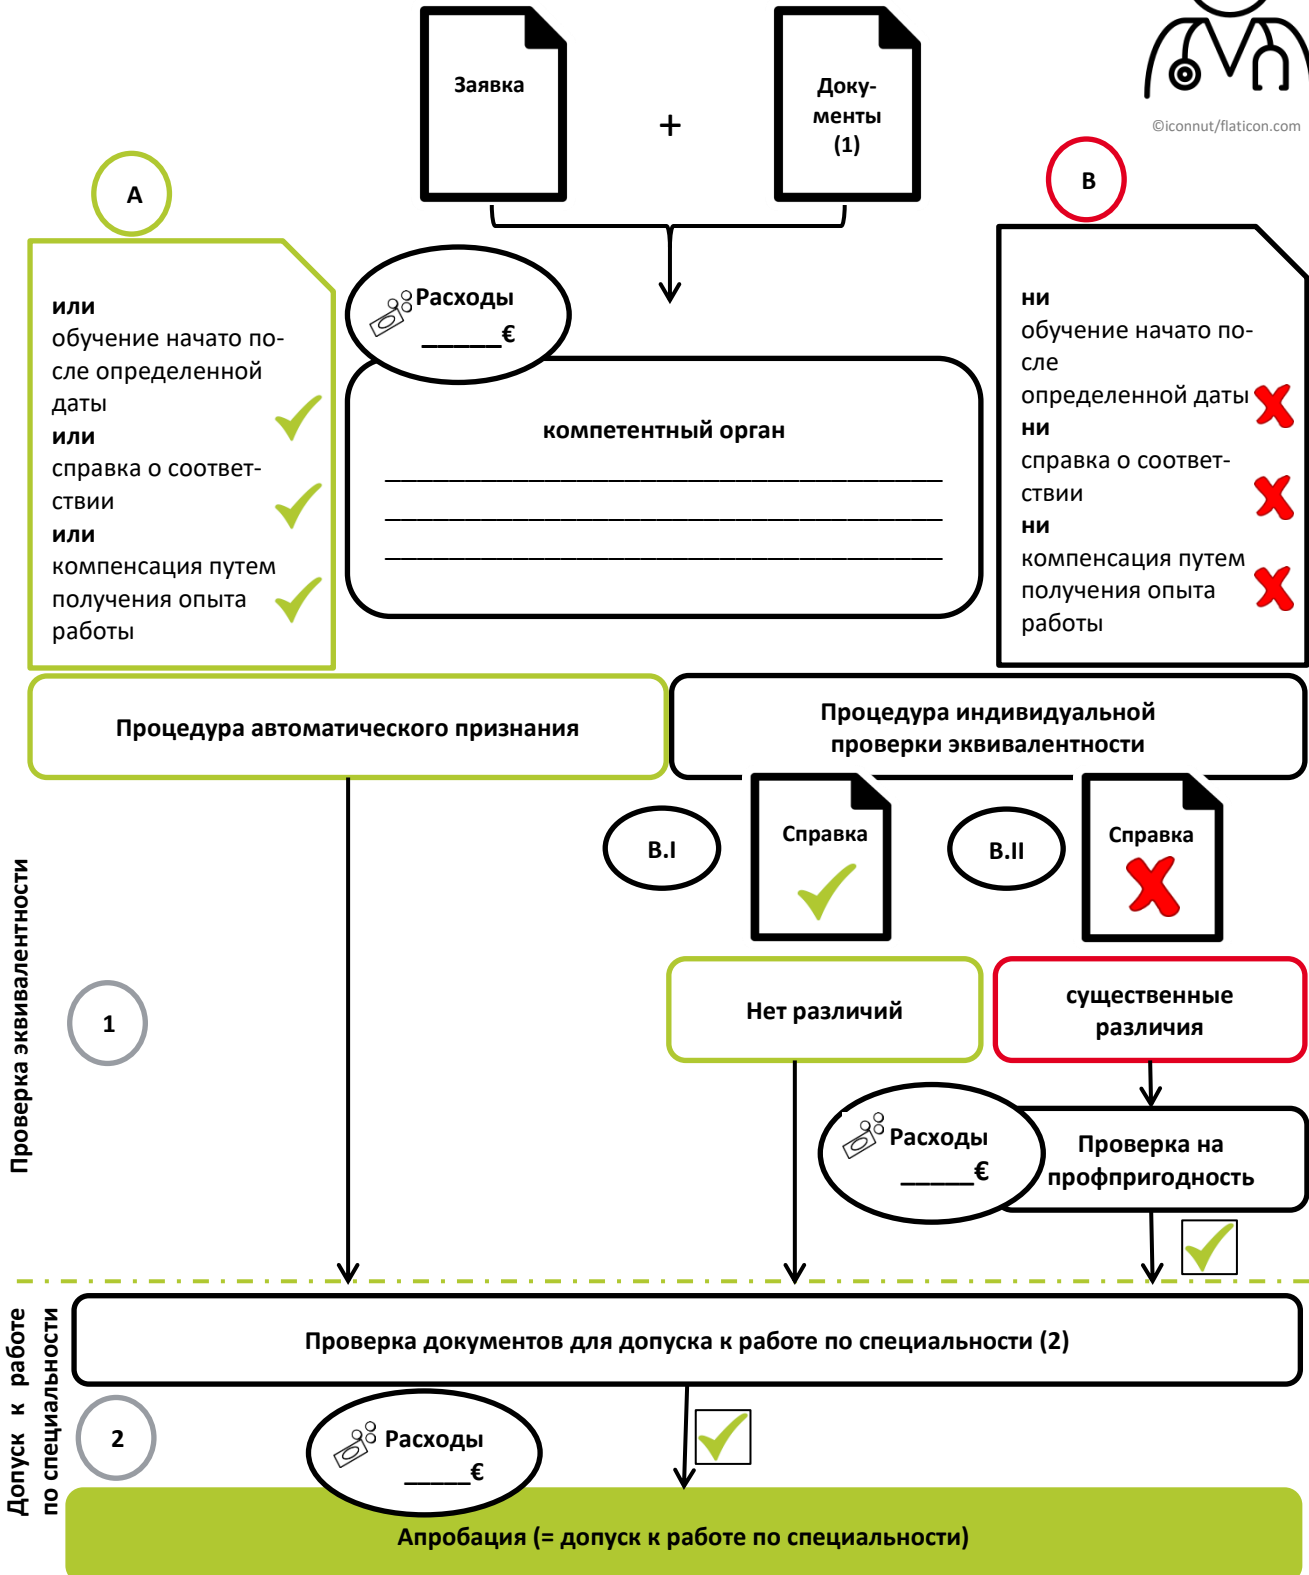 Заявка
+
Доку-
менты
(1)
©iconnut/flaticon.com
A
B
или
обучение начато по-
сле определенной
даты
или
справка о соответ-
ствии
или
компенсация путем
получения опыта
работы
Расходы
_____€
компетентный орган
ни
обучение начато по-
сле
определенной даты
ни
справка о соответ-
ствии
ни
компенсация путем
получения опыта
работы
Процедура автоматического признания
Процедура индивидуальной
проверки эквивалентности
B.I
Справка
B.II
Справка
Проверка эквивалентности
1
Нет различий
существенные
различия
Расходы
_____€
Проверка на
профпригодность
Допуск к работе
по специальности
Проверка документов для допуска к работе по специальности (2)
2
Расходы
_____€
Апробация (= допуск к работе по специальности)